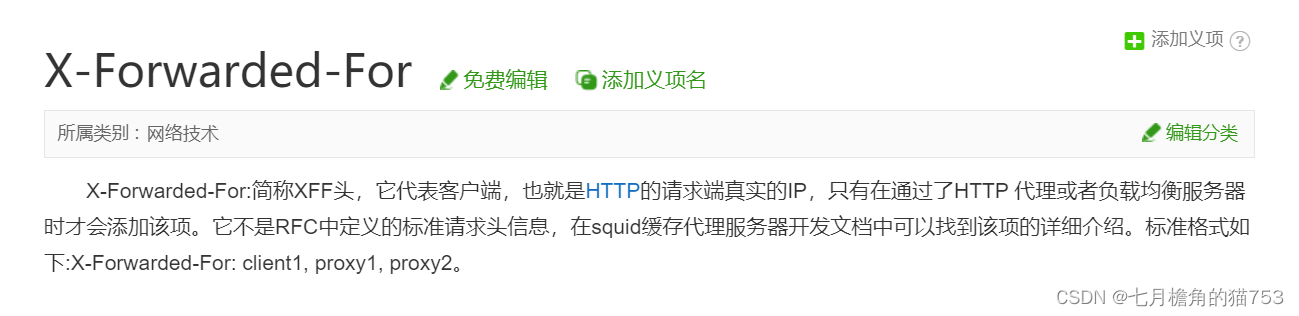 添加义项 ?
X-Forwarded-For 免费编辑 添加义项名
所属类别：网络技术 编辑分类
X-Forwarded-For:简称XFF头，它代表客户端，也就是HTTP的请求端真实的IP，只有在通过了HTTP 代理或者负载均衡服务器
时才会添加该项。它不是RFC中定义的标准请求头信息，在squid缓存代理服务器开发文档中可以找到该项的详细介绍。标准格式如
下:X-Forwarded-For: client1, proxy1, proxy2。
CSDN @七月檐角的猫753